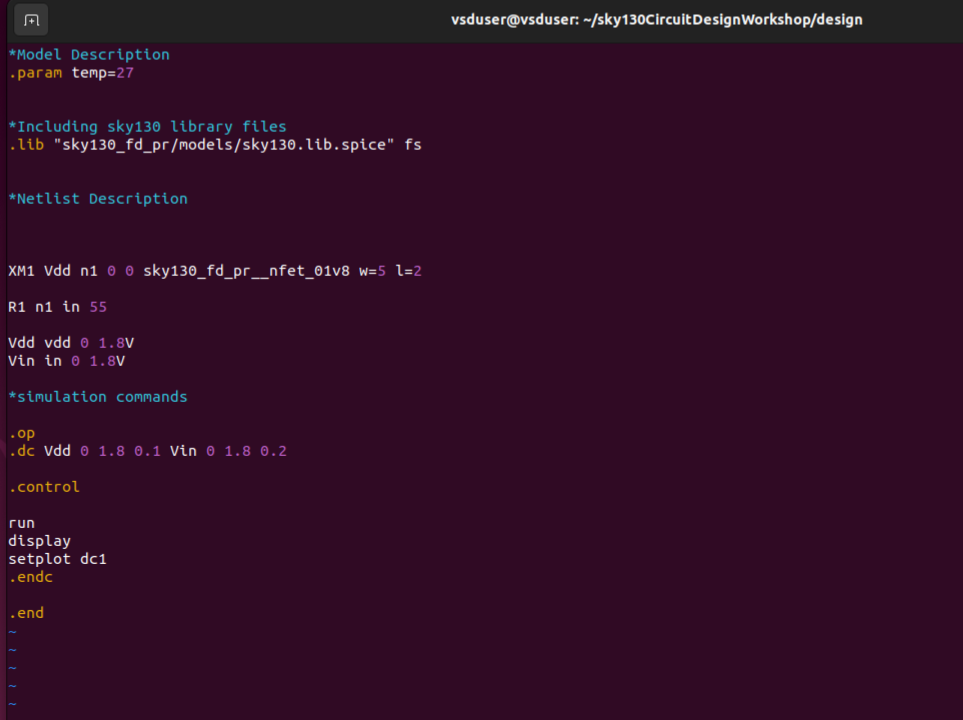 vsduser@vsduser: ~/sky130CircuitDesignWorkshop/design
*Model Description
.param temp=27
*Including sky130 library files
.lib "sky130_fd_pr/models/sky130.lib.spice" fs
*Netlist Description
XM1 Vdd n1 0 0 sky130_fd_pr__nfet_01v8 w=5 l=2
R1 n1 in 55
Vdd vdd 0 1.8V
Vin in 0 1.8V
*simulation commands
.op
.dc Vdd 0 1.8 0.1 Vin 0 1.8 0.2
.control
run
display
setplot dc1
.endc
.end
~
~
~
~
~